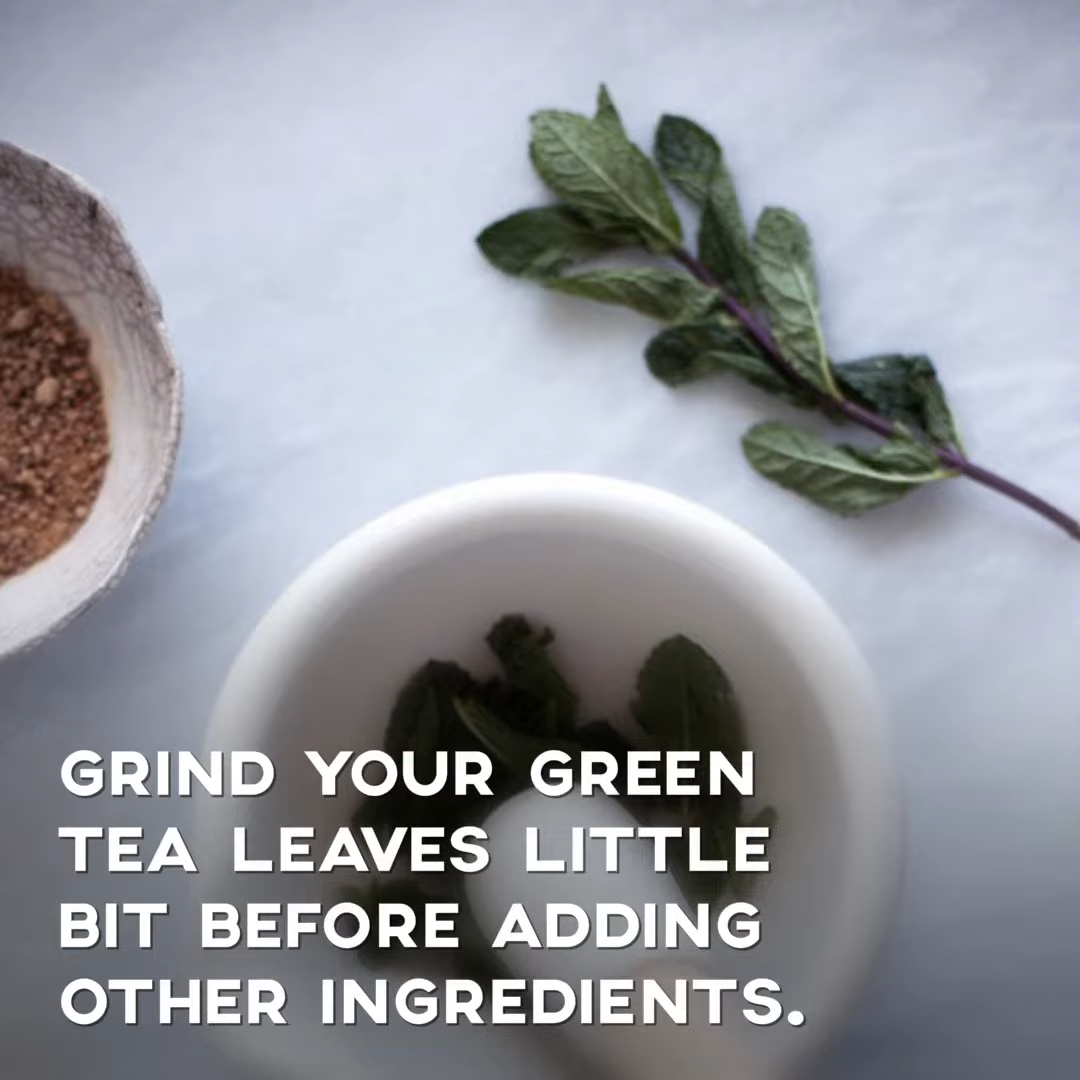 GRIND YOUR GREEN
TEA LEAVES LITTLE
BIT BEFORE ADDING
OTHER INGREDIENTS.